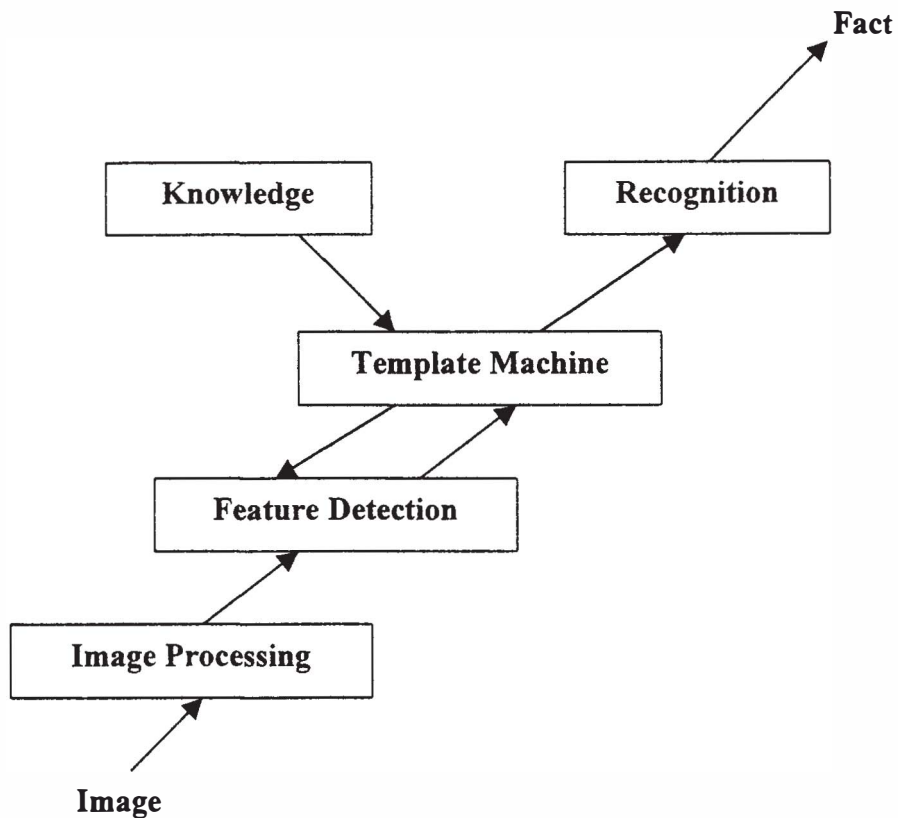 Fact
Knowledge
Recognition
Template Machine
Feature Detection
Image Processing
Image